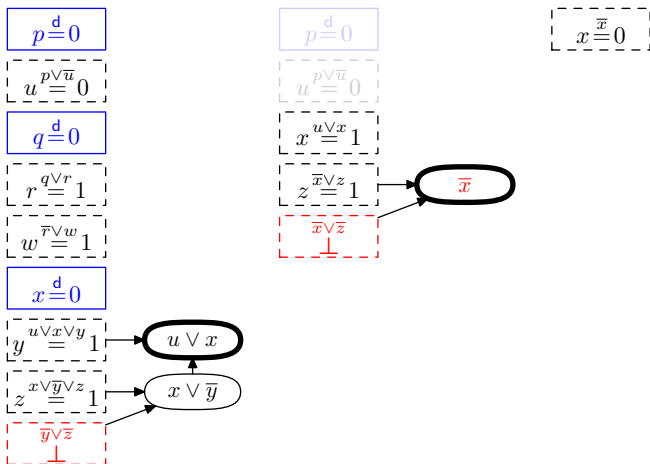 p =ᵈ 0
u =^{p∨u̅} 0
q =ᵈ 0
r =^{q∨r} 1
w =^{r̅∨w} 1
x =ᵈ 0
y =^{u∨x∨y} 1
u ∨ x
z =^{x∨y̅∨z} 1
x ∨ y̅
y̅∨z̅
⊥
p =ᵈ 0
u =^{p∨u̅} 0
x =^{u∨x} 1
z =^{x̅∨z} 1
x̅
x̅∨z̅
⊥
x =^{x̅} 0